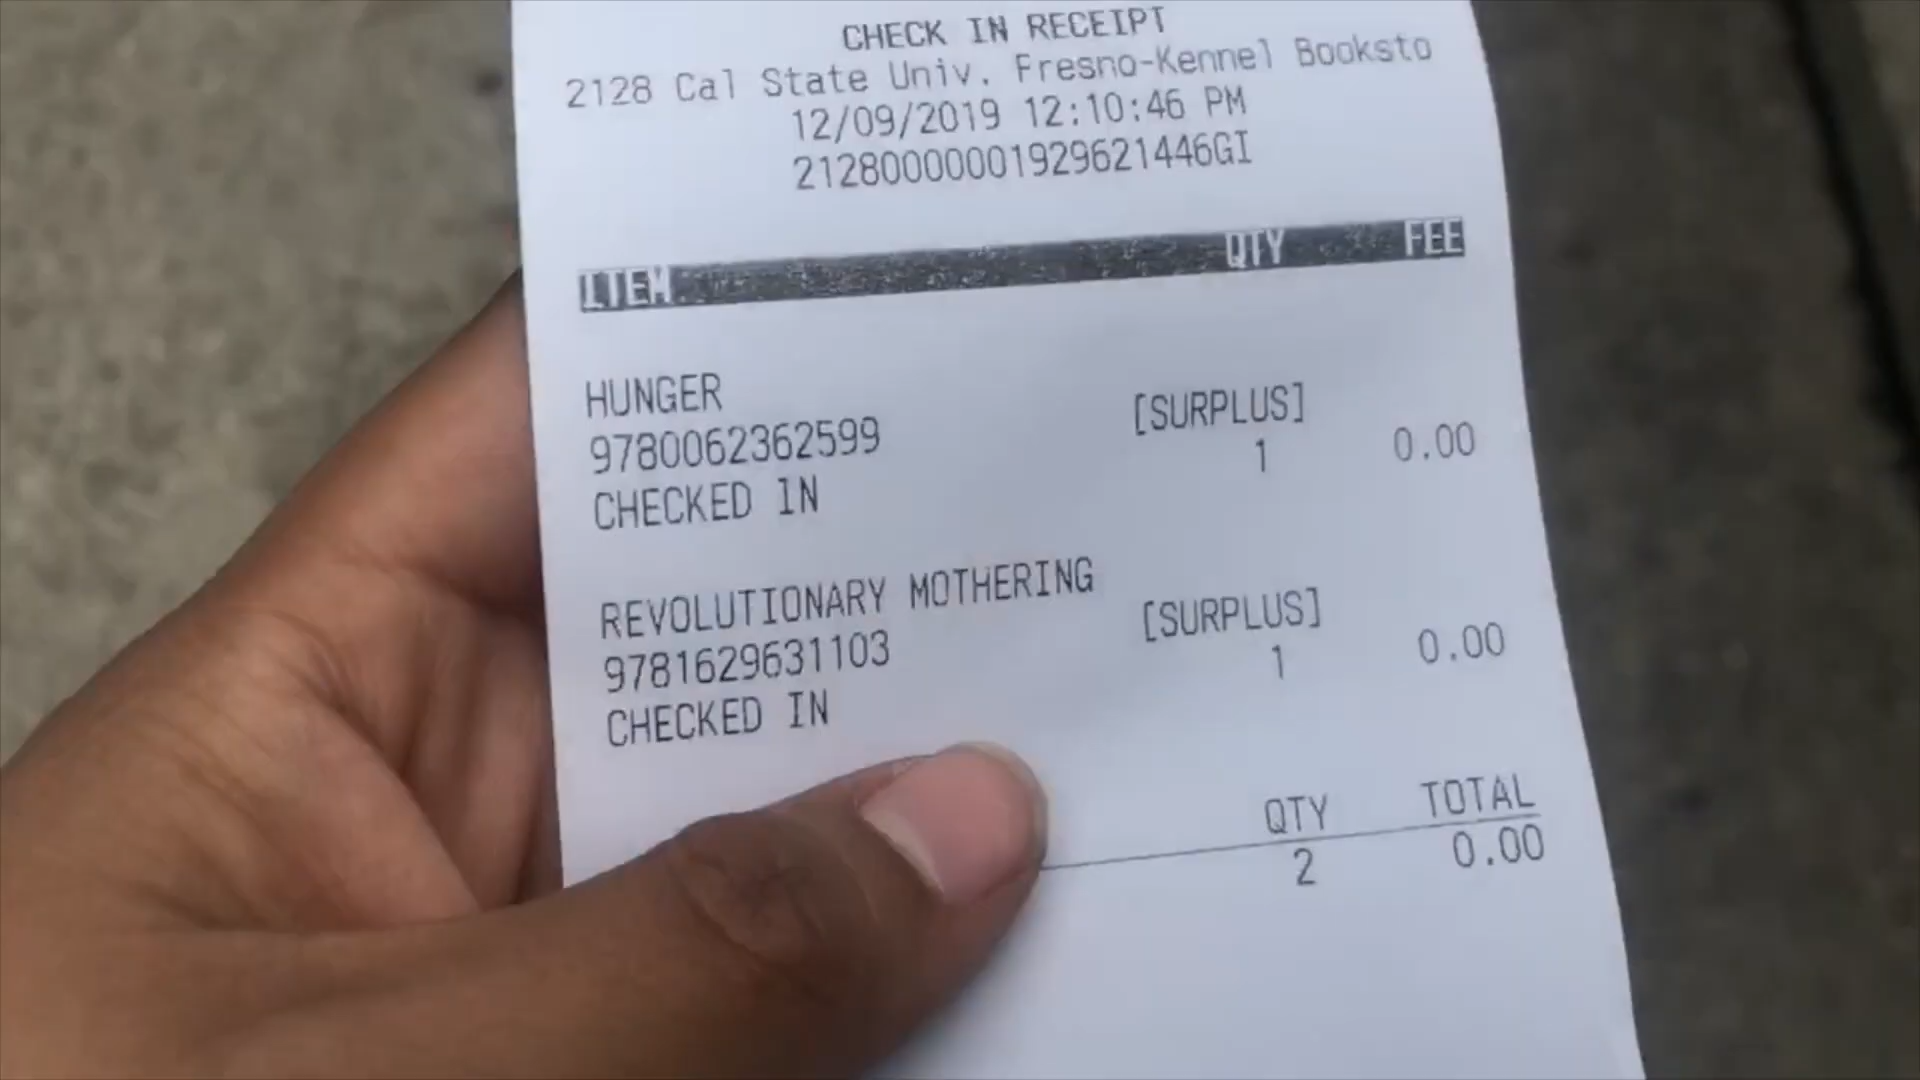 CHECK IN RECEIPT
2128 Cal State Univ. Fresno-Kennel Booksto
12/09/2019 12:10:46 PM
21280000001929621446GI
ITEM QTY FEE
HUNGER
[SURPLUS]
9780062362599 1 0.00
CHECKED IN
REVOLUTIONARY MOTHERING
[SURPLUS]
9781629631103 1 0.00
CHECKED IN
QTY TOTAL
2 0.00